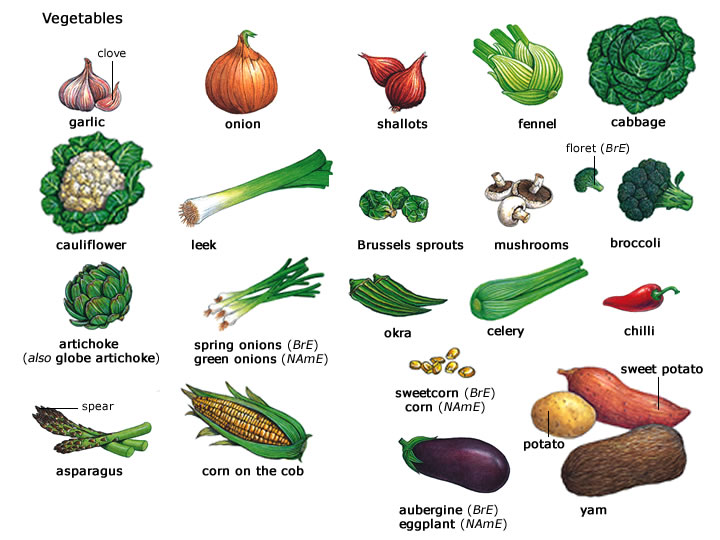 Vegetables
clove
garlic
onion
shallots
fennel
cabbage
floret (BrE)
cauliflower
leek
Brussels sprouts
mushrooms
broccoli
artichoke
(also globe artichoke)
spring onions (BrE)
green onions (NAmE)
okra
celery
chilli
sweetcorn (BrE)
corn (NAmE)
sweet potato
potato
spear
asparagus
corn on the cob
aubergine (BrE)
eggplant (NAmE)
yam